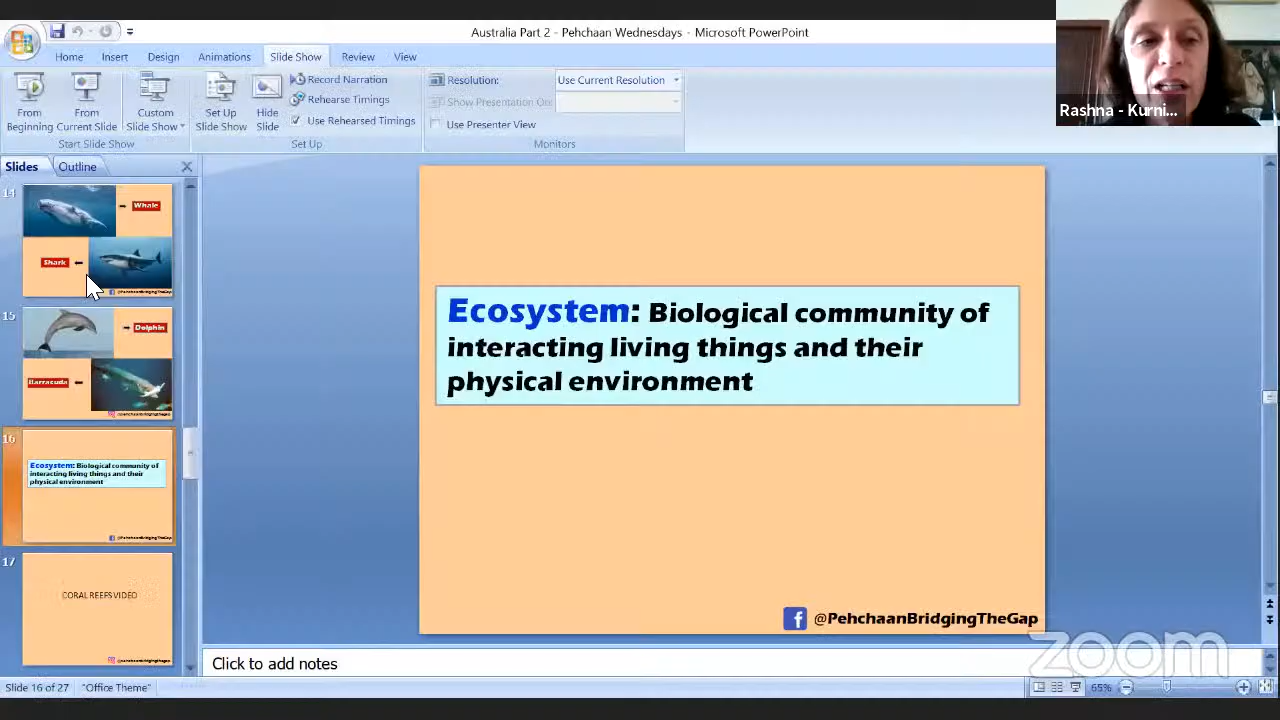 Australia Part 2 - Pehchaan Wednesdays - Microsoft PowerPoint
Home Insert Design Animations Slide Show Review View
From Beginning
From Current Slide
Custom Slide Show
Start Slide Show
Set Up Slide Show
Hide Slide
Record Narration
Rehearse Timings
Use Rehearsed Timings
Set Up
Resolution: Use Current Resolution
Show Presentation On:
Use Presenter View
Monitors
Rashna - Kurni...
Slides Outline
14
Whale
Shark
@PehchaanBridgingTheGap
15
Dolphin
Barracuda
@pehchaanbridgingthegap
16
Ecosystem: Biological community of
interacting living things and their
physical environment
@PehchaanBridgingTheGap
17
CORAL REEFS VIDEO
@pehchaanbridgingthegap
Ecosystem: Biological community of
interacting living things and their
physical environment
@PehchaanBridgingTheGap
Click to add notes
zoom
Slide 16 of 27 "Office Theme" 65%